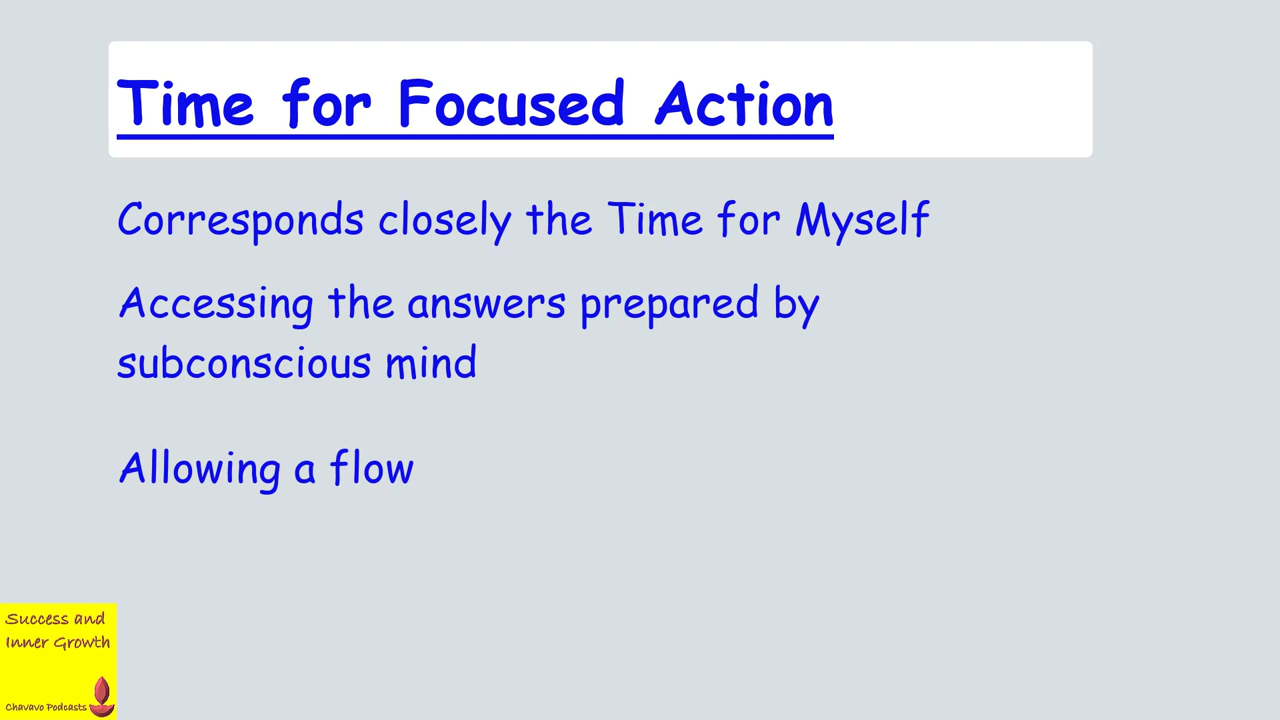 Time for Focused Action
Corresponds closely the Time for Myself
Accessing the answers prepared by
subconscious mind
Allowing a flow
Success and
Inner Growth
Chavavo Podcasts